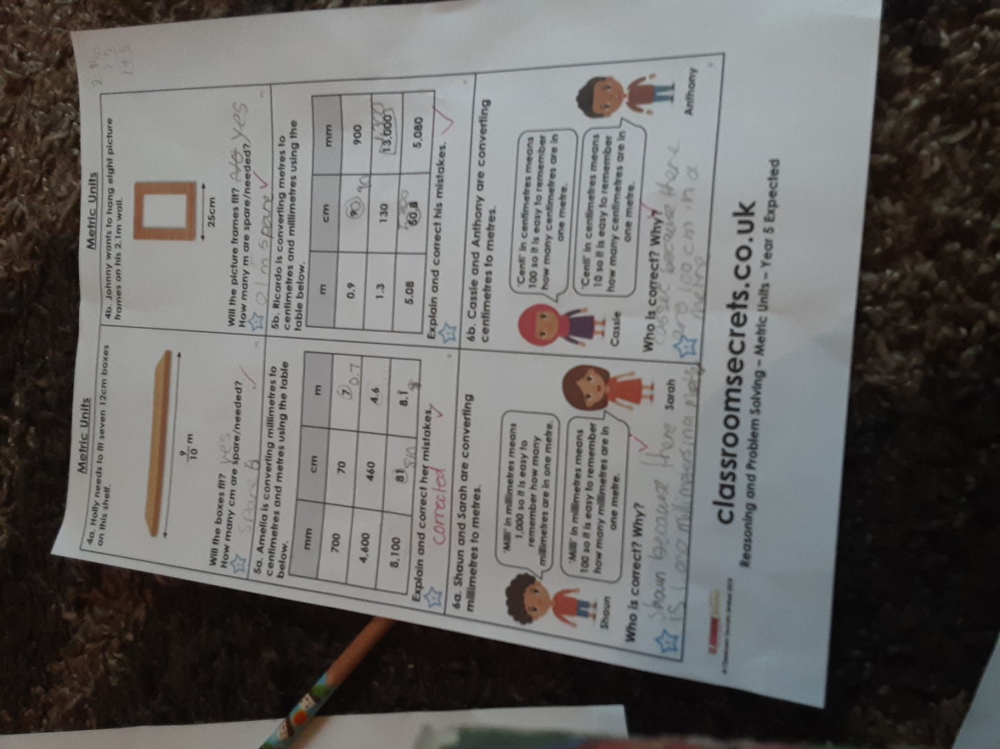 Metric Units
4a. Holly needs to fit seven 12cm boxes
on this shelf.
9
10 m
Will the boxes fit? yes
How many cm are spare/needed?
spare 6
5a. Amelia is converting millimetres to
centimetres and metres using the table
below.
mm cm m
700 70 7 0.7
4,600 460 4.6
8,100 81 810 8.1
Explain and correct her mistakes.
corrected
6a. Shaun and Sarah are converting
millimetres to metres.
'Milli' in millimetres means
1,000 so it is easy to
remember how many
millimetres are in one metre.
'Milli' in millimetres means
100 so it is easy to remember
how many millimetres are in
one metre.
Shaun
Sarah
Who is correct? Why?
Shaun because there
is 1,000 milimeters in a
Metric Units
4b. Johnny wants to hang eight picture
frames on his 2.1m wall.
25cm
Will the picture frames fit? No yes
How many m are spare/needed?
0.1m spare
5b. Ricardo is converting metres to
centimetres and millimetres using the
table below.
m cm mm
0.9 90 900
1.3 130 13,000
5.08 50.8 5,080
Explain and correct his mistakes.
6b. Cassie and Anthony are converting
centimetres to metres.
'Centi' in centimetres means
100 so it is easy to remember
how many centimetres are in
one metre.
'Centi' in centimetres means
10 so it is easy to remember
how many centimetres are in
one metre.
Cassie
Anthony
Who is correct? Why?
because there
are 100 cm in a
metre
classroomsecrets.co.uk
Reasoning and Problem Solving – Metric Units – Year 5 Expected